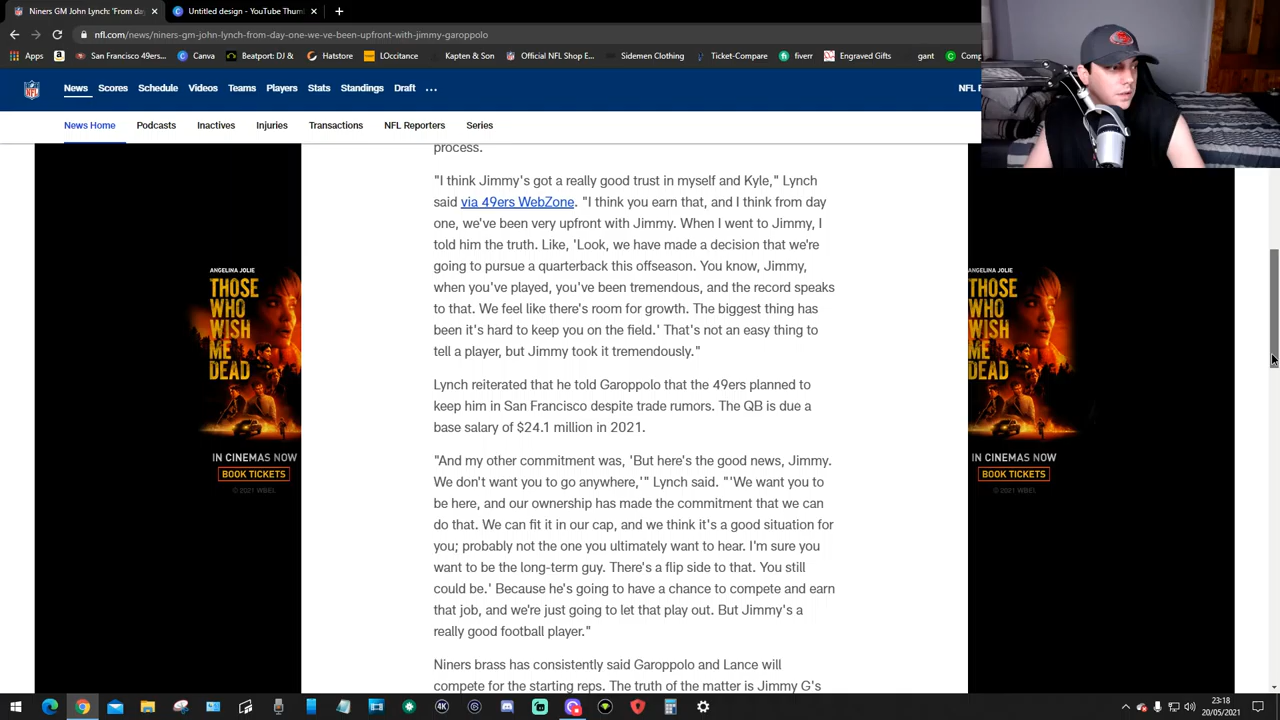 Niners GM John Lynch: 'From day
Design - YouTube Thumbnail
nfl.com/news/niners-gm-john-lynch-from-day-one-we-ve-been-upfront-with-jimmy-garoppolo
Apps San Francisco 49ers... Canva Beatport: DJ & Hatstore LOccitane Kapten & Son Official NFL Shop E... Sidemen Clothing Ticket-Compare fiverr Engraved Gifts gant Comp
NFL
News Scores Schedule Videos Teams Players Stats Standings Draft ... NFL
News Home Podcasts Inactives Injuries Transactions NFL Reporters Series
process.
"I think Jimmy's got a really good trust in myself and Kyle," Lynch
said via 49ers WebZone. "I think you earn that, and I think from day
one, we've been very upfront with Jimmy. When I went to Jimmy, I
told him the truth. Like, 'Look, we have made a decision that we're
going to pursue a quarterback this offseason. You know, Jimmy,
when you've played, you've been tremendous, and the record speaks
to that. We feel like there's room for growth. The biggest thing has
been it's hard to keep you on the field.' That's not an easy thing to
tell a player, but Jimmy took it tremendously."
Lynch reiterated that he told Garoppolo that the 49ers planned to
keep him in San Francisco despite trade rumors. The QB is due a
base salary of $24.1 million in 2021.
"And my other commitment was, 'But here's the good news, Jimmy.
We don't want you to go anywhere,'" Lynch said. "'We want you to
be here, and our ownership has made the commitment that we can
do that. We can fit it in our cap, and we think it's a good situation for
you; probably not the one you ultimately want to hear. I'm sure you
want to be the long-term guy. There's a flip side to that. You still
could be.' Because he's going to have a chance to compete and earn
that job, and we're just going to let that play out. But Jimmy's a
really good football player."
Niners brass has consistently said Garoppolo and Lance will
compete for the starting reps. The truth of the matter is Jimmy G's
ANGELINA JOLIE
THOSE
WHO
WISH
ME
DEAD
IN CINEMAS NOW
BOOK TICKETS
© 2021 WBEI.
ANGELINA JOLIE
THOSE
WHO
WISH
ME
DEAD
IN CINEMAS NOW
BOOK TICKETS
© 2021 WBEI.
4K
23:18
20/05/2021